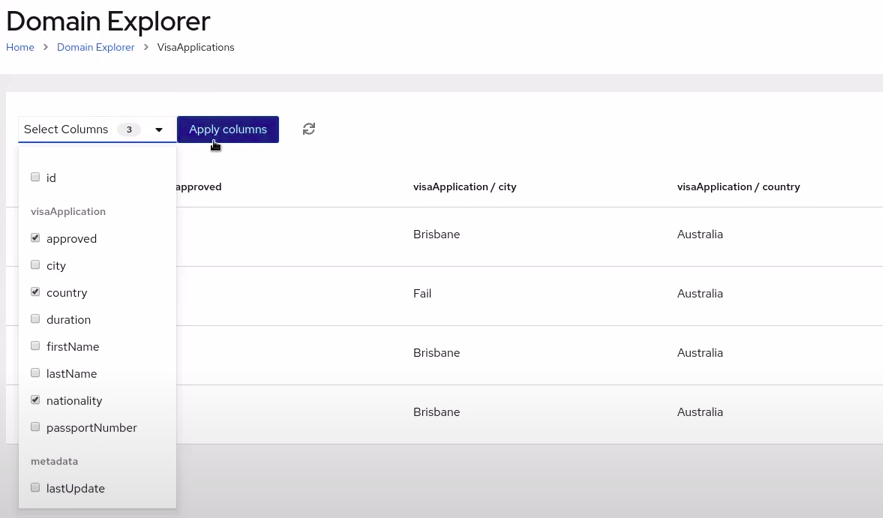 Domain Explorer
Home > Domain Explorer > VisaApplications
Select Columns 3 Apply columns
id
approved visaApplication / city visaApplication / country
visaApplication
approved
Brisbane Australia
city
country
Fail Australia
duration
firstName
Brisbane Australia
lastName
nationality
Brisbane Australia
passportNumber
metadata
lastUpdate